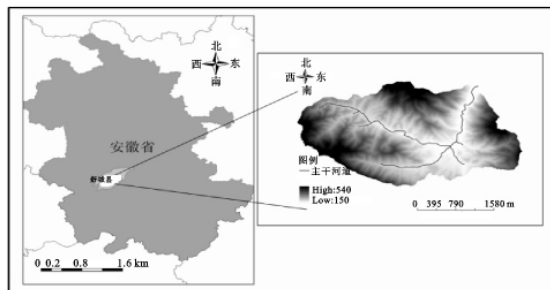 北
西 东
南
安徽省
舒城县
0 0.2 0.8 1.6 km
北
西 东
南
图例
主干河道
High:540
Low:150
0 395 790 1580 m